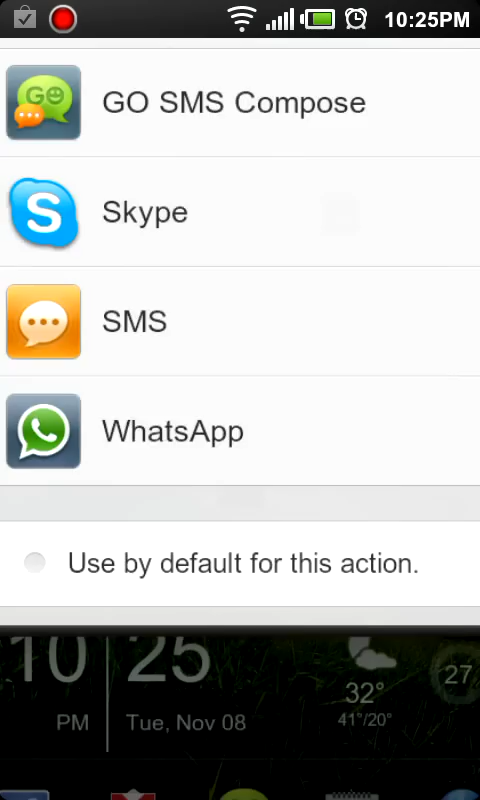 10:25PM
GO
GO SMS Compose
S
Skype
SMS
WhatsApp
Use by default for this action.
10 25
PM Tue, Nov 08
32°
41°/20°
27